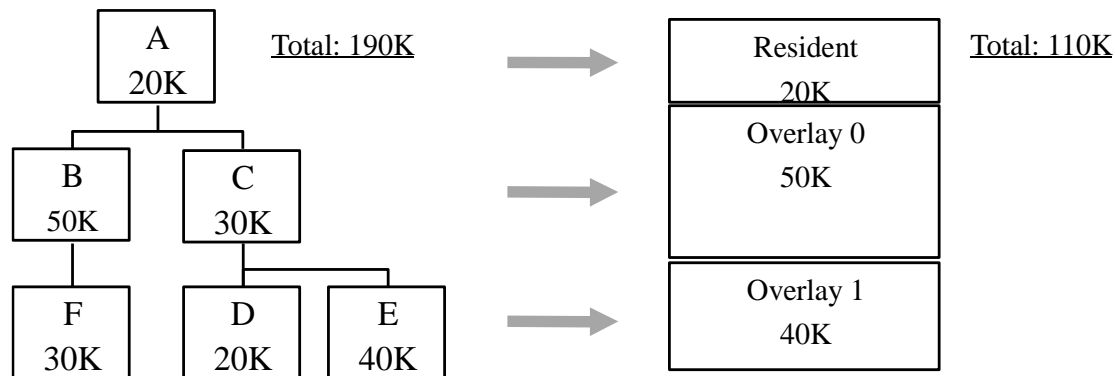 A
20K
Total: 190K
B
50K
C
30K
F
30K
D
20K
E
40K
Resident
20K
Total: 110K
Overlay 0
50K
Overlay 1
40K